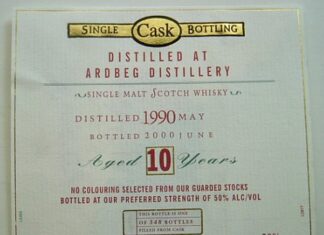 SINGLE Cask BOTTLING
DISTILLED AT
ARDBEG DISTILLERY
SINGLE MALT SCOTCH WHISKY
DISTILLED 1990 MAY
BOTTLED 2000 JUNE
Aged 10 Years
NO COLOURING SELECTED FROM OUR GUARDED STOCKS
BOTTLED AT OUR PREFERRED STRENGTH OF 50% ALC/VOL
THIS BOTTLE IS ONE
OF 348 BOTTLES
FILLED FROM CASK